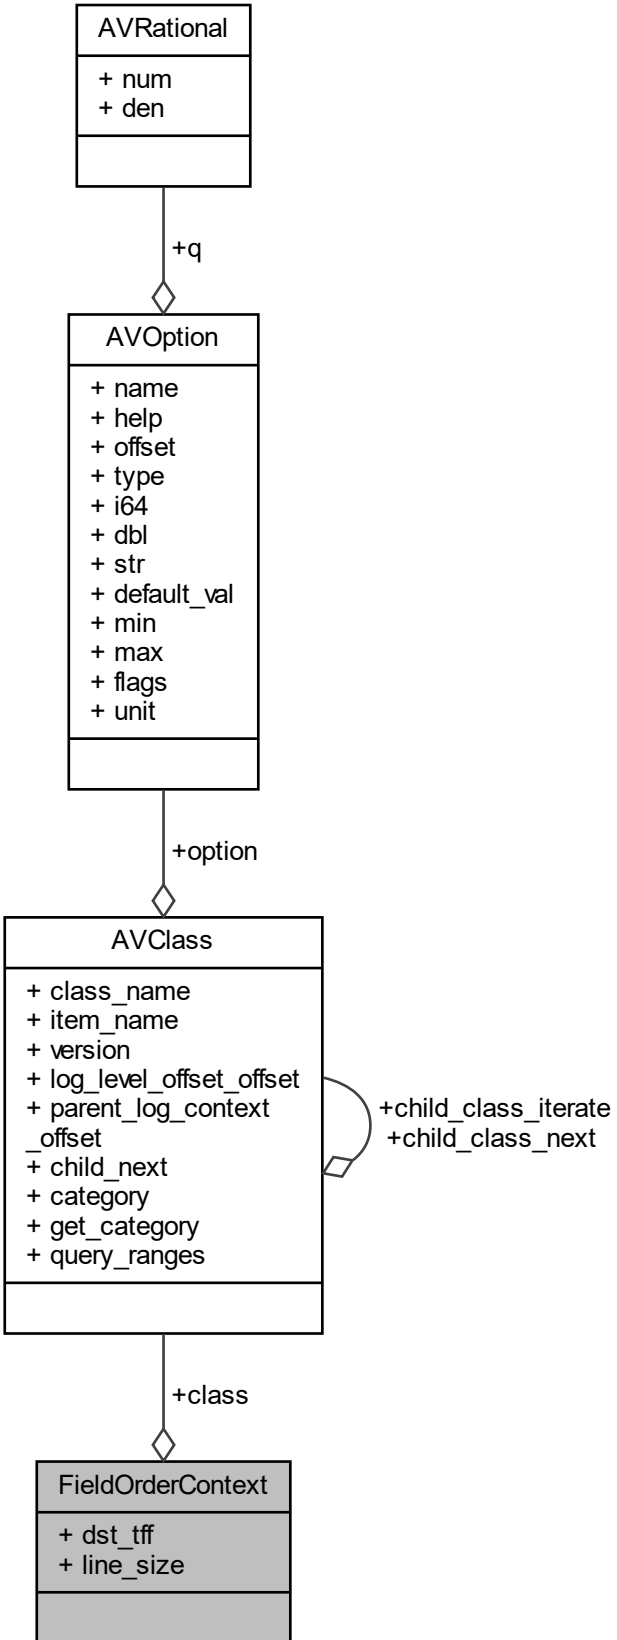 AVRational
+ num
+ den
+q
AVOption
+ name
+ help
+ offset
+ type
+ i64
+ dbl
+ str
+ default_val
+ min
+ max
+ flags
+ unit
+option
AVClass
+ class_name
+ item_name
+ version
+ log_level_offset_offset
+ parent_log_context
_offset
+ child_next
+ category
+ get_category
+ query_ranges
+child_class_iterate
+child_class_next
+class
FieldOrderContext
+ dst_tff
+ line_size